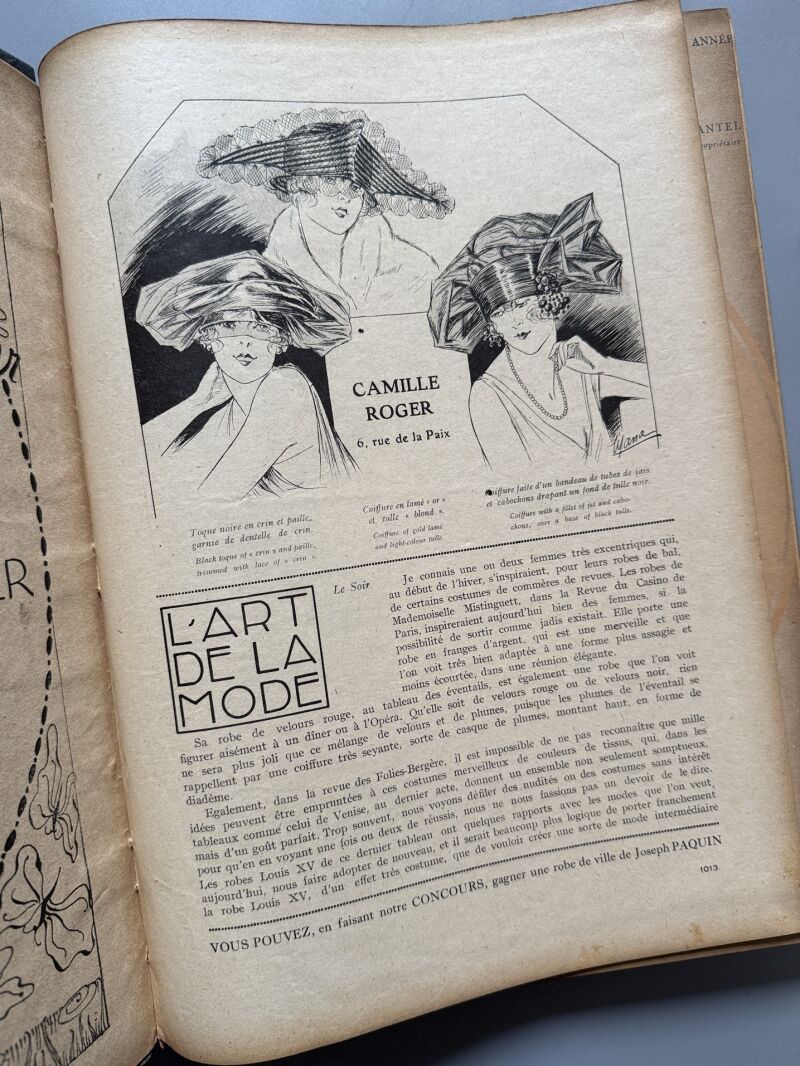 ANNÉE
ANTEL
opriétaire
ER
CAMILLE
ROGER
6, rue de la Paix
Toque noire en crin et paille,
garnie de dentelle de crin.
Black toque of « crin » and paille,
trimmed with lace of « crin ».
Coiffure en lamé « or »
et tulle « blond ».
Coiffure of gold lamé
and light-colour tulle.
Coiffure faite d'un bandeau de tubes de jais
et cabochons drapant un fond de tulle noir.
Coiffure with a fillet of jet and cabo-
chons, over a base of black tulle.
Le Soir
L'ART
DE LA
MODE
Je connais une ou deux femmes très excentriques qui,
au début de l'hiver, s'inspiraient, pour leurs robes de bal,
de certains costumes de commères de revues. Les robes de
Mademoiselle Mistinguett, dans la Revue du Casino de
Paris, inspireraient aujourd'hui bien des femmes, si la
possibilité de sortir comme jadis existait. Elle porte une
robe en franges d'argent, qui est une merveille et que
l'on voit très bien adaptée à une forme plus assagie et
moins écourtée, dans une réunion élégante.
Sa robe de velours rouge, au tableau des éventails, est également une robe que l'on voit
figurer aisément à un dîner ou à l'Opéra. Qu'elle soit de velours rouge ou de velours noir, rien
ne sera plus joli que ce mélange de velours et de plumes, puisque les plumes de l'éventail se
rappellent par une coiffure très seyante, sorte de casque de plumes, montant haut, en forme de
diadème.
Egalement, dans la revue des Folies-Bergère, il est impossible de ne pas reconnaître que mille
idées peuvent être empruntées à ces costumes merveilleux de couleurs de tissus, qui, dans les
tableaux comme celui de Venise, au dernier acte, donnent un ensemble non seulement somptueux,
mais d'un goût parfait. Trop souvent, nous voyons défiler des nudités ou des costumes sans intérêt
pour qu'en en voyant une fois ou deux de réussis, nous ne nous fassions pas un devoir de le dire.
Les robes Louis XV de ce dernier tableau ont quelques rapports avec les modes que l'on veut,
aujourd'hui, nous faire adopter de nouveau, et il serait beaucoup plus logique de porter franchement
la robe Louis XV, d'un effet très costume, que de vouloir créer une sorte de mode intermédiaire
VOUS POUVEZ, en faisant notre CONCOURS, gagner une robe de ville de Joseph PAQUIN
1013